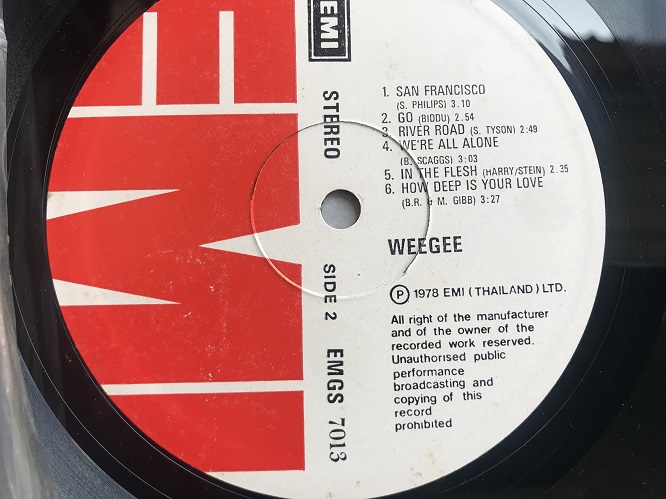 EMI
EMI
STEREO
SIDE 2
EMGS 7013
1. SAN FRANCISCO
(S. PHILIPS) 3.10
2. GO (BIDDU) 2.54
3. RIVER ROAD (S. TYSON) 2:49
4. WE'RE ALL ALONE
(B. SCAGGS) 3:03
5. IN THE FLESH (HARRY/STEIN) 2.35
6. HOW DEEP IS YOUR LOVE
(B.R. & M. GIBB) 3:27
WEEGEE
Ⓟ 1978 EMI (THAILAND) LTD.
All right of the manufacturer
and of the owner of the
recorded work reserved.
Unauthorised public
performance
broadcasting and
copying of this
record
prohibited